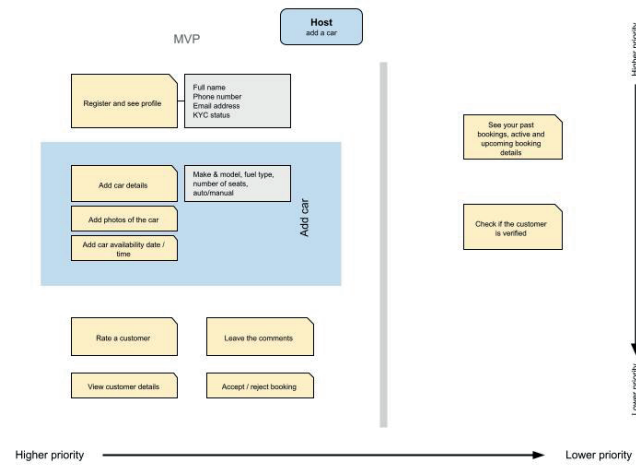 Host
add a car
MVP
Higher priority
Register and see profile
Full name
Phone number
Email address
KYC status
See your past
bookings, active and
upcoming booking
details
Add car details
Make & model, fuel type,
number of seats,
auto/manual
Add car
Add photos of the car
Add car availability date /
time
Check if the customer
is verified
Rate a customer
Leave the comments
View customer details
Accept / reject booking
Lower priority
Higher priority
Lower priority